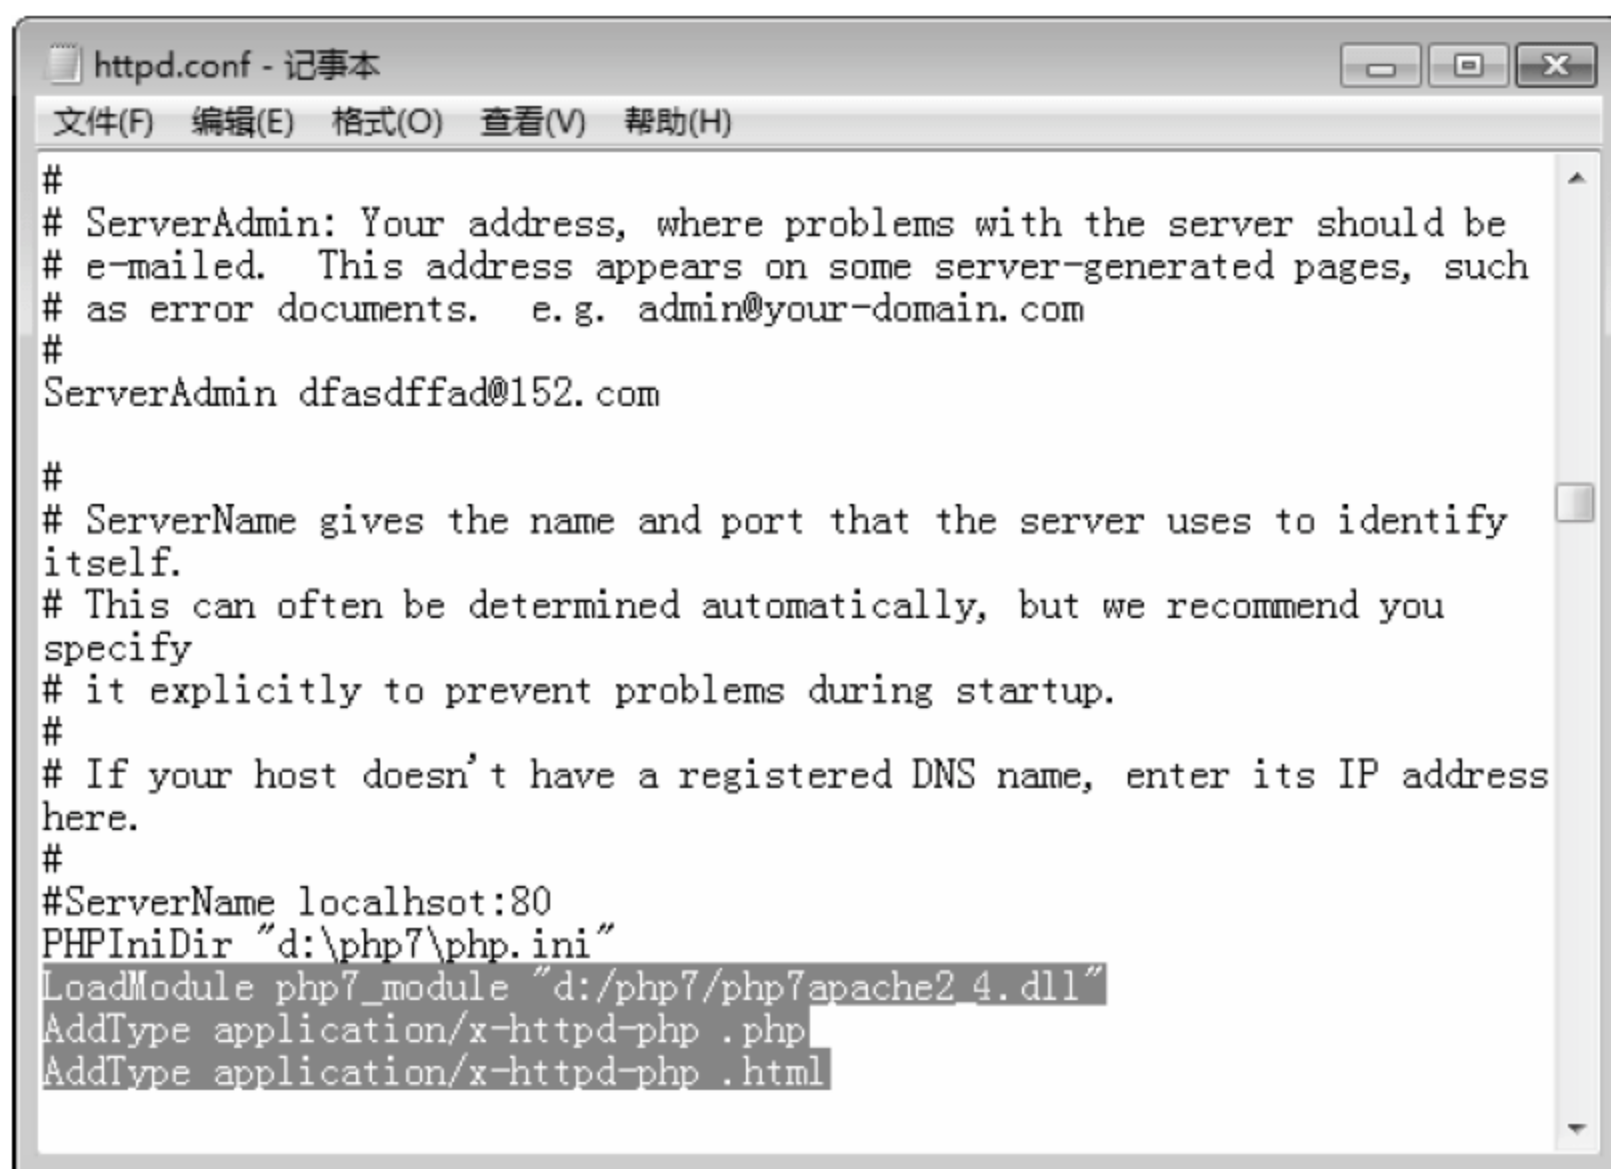 httpd.conf - 记事本
文件(F) 编辑(E) 格式(O) 查看(V) 帮助(H)
#
# ServerAdmin: Your address, where problems with the server should be
# e-mailed.  This address appears on some server-generated pages, such
# as error documents.  e.g. admin@your-domain.com
#
ServerAdmin dfasdffad@152.com
#
# ServerName gives the name and port that the server uses to identify
itself.
# This can often be determined automatically, but we recommend you
specify
# it explicitly to prevent problems during startup.
#
# If your host doesn't have a registered DNS name, enter its IP address
here.
#
#ServerName localhsot:80
PHPIniDir "d:\php7\php.ini"
LoadModule php7_module "d:/php7/php7apache2_4.dll"
AddType application/x-httpd-php .php
AddType application/x-httpd-php .html